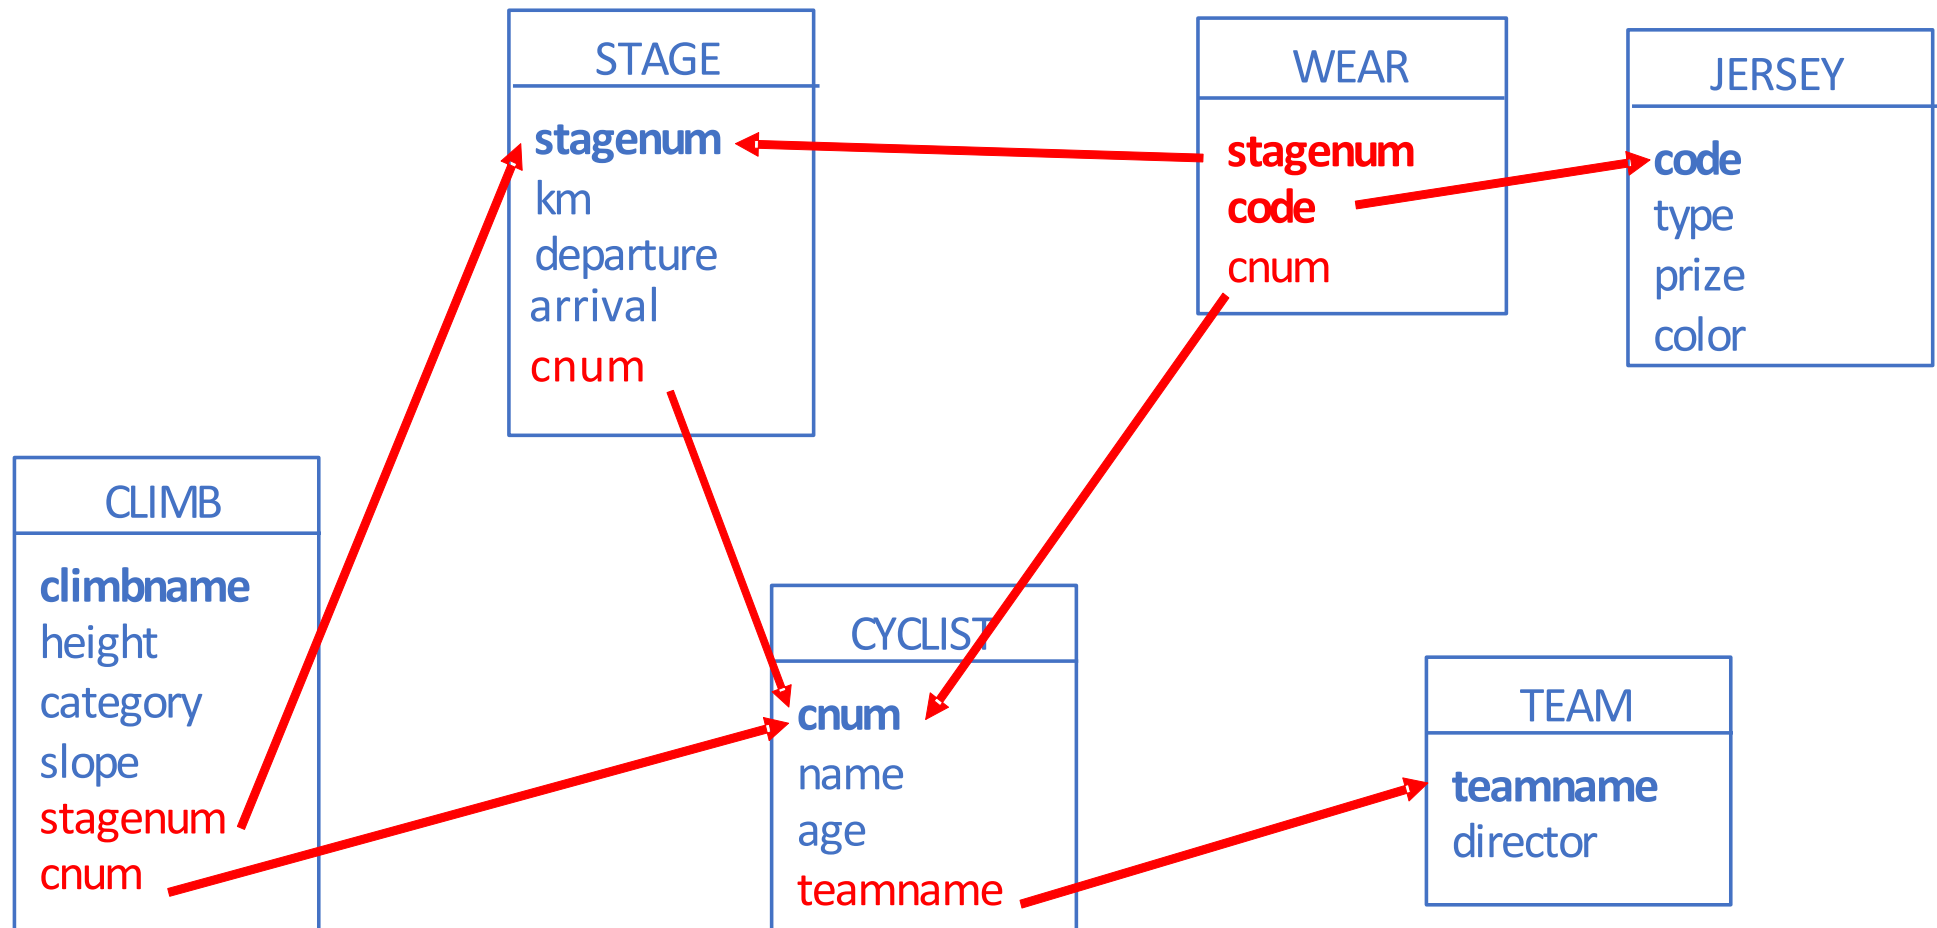 STAGE
stagenum
km
departure
arrival
cnum
WEAR
stagenum
code
cnum
JERSEY
code
type
prize
color
CLIMB
climbname
height
category
slope
stagenum
cnum
CYCLIST
cnum
name
age
teamname
TEAM
teamname
director